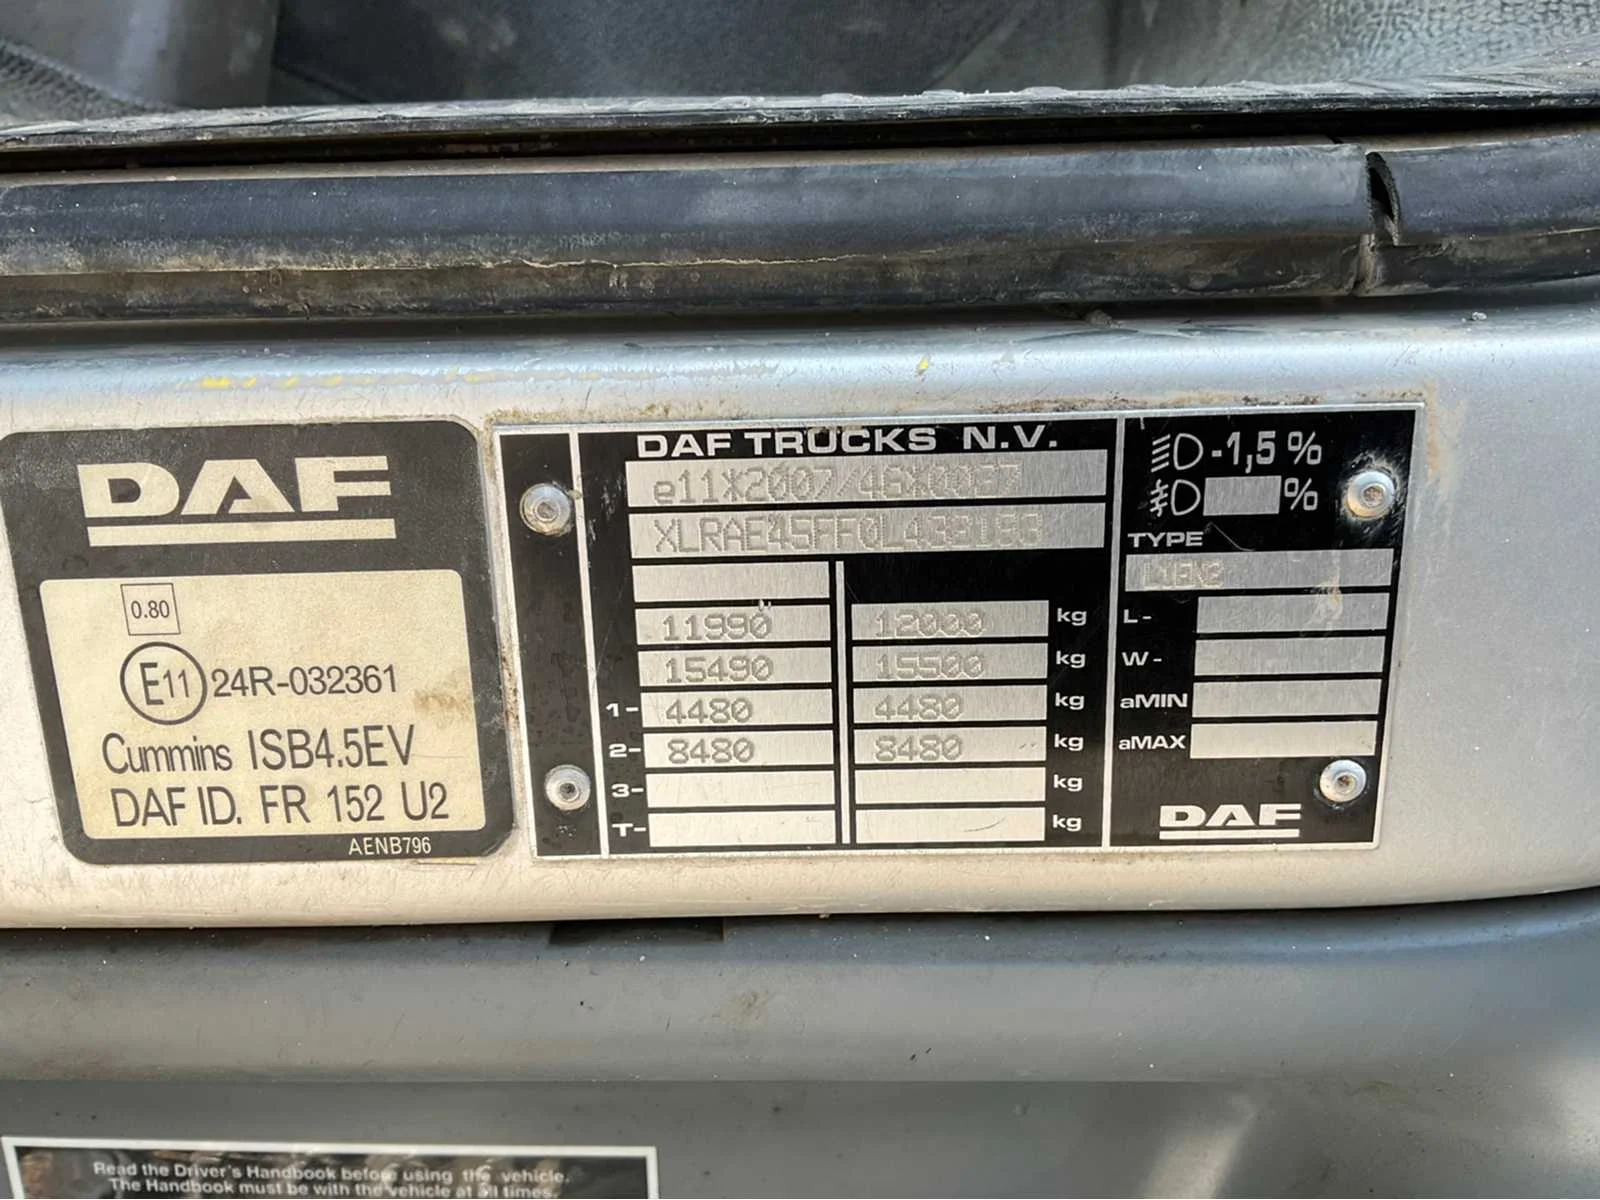 DAF
0.80
E11 24R-032361
Cummins ISB4.5EV
DAF ID. FR 152 U2
AENB796
DAF TRUCKS N.V.
e11X2007/46X0037
11990 12000 kg
15490 15500 kg
1- 4480 4480 kg
2- 8480 8480 kg
3- kg
T- kg
-1,5 %
%
TYPE
L-
W-
aMIN
aMAX
DAF
Read the Driver's Handbook before using the vehicle.
The Handbook must be with the vehicle at all times.